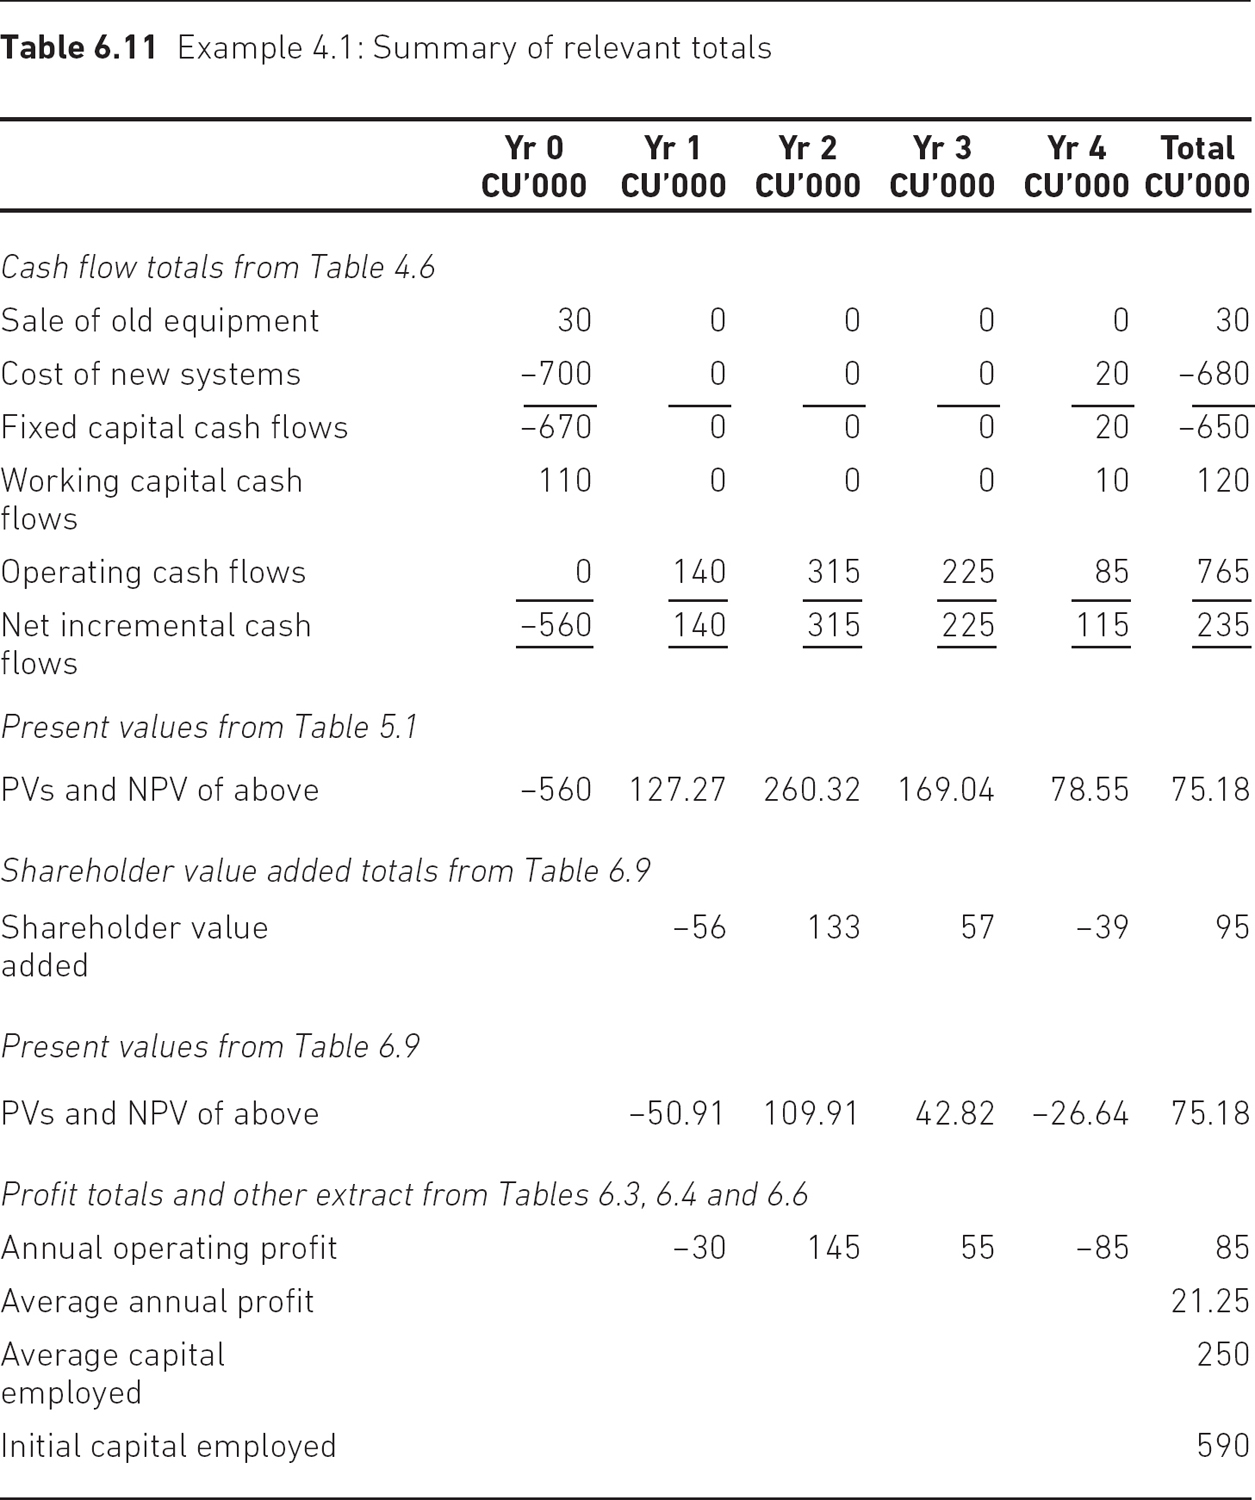 Table 6.11 Example 4.1: Summary of relevant totals
Yr 0 Yr 1 Yr 2 Yr 3 Yr 4 Total
CU’000 CU’000 CU’000 CU’000 CU’000 CU’000
Cash flow totals from Table 4.6
Sale of old equipment 30 0 0 0 0 30
Cost of new systems –700 0 0 0 20 –680
Fixed capital cash flows –670 0 0 0 20 –650
Working capital cash 110 0 0 0 10 120
flows
Operating cash flows 0 140 315 225 85 765
Net incremental cash –560 140 315 225 115 235
flows
Present values from Table 5.1
PVs and NPV of above –560 127.27 260.32 169.04 78.55 75.18
Shareholder value added totals from Table 6.9
Shareholder value –56 133 57 –39 95
added
Present values from Table 6.9
PVs and NPV of above –50.91 109.91 42.82 –26.64 75.18
Profit totals and other extract from Tables 6.3, 6.4 and 6.6
Annual operating profit –30 145 55 –85 85
Average annual profit 21.25
Average capital 250
employed
Initial capital employed 590